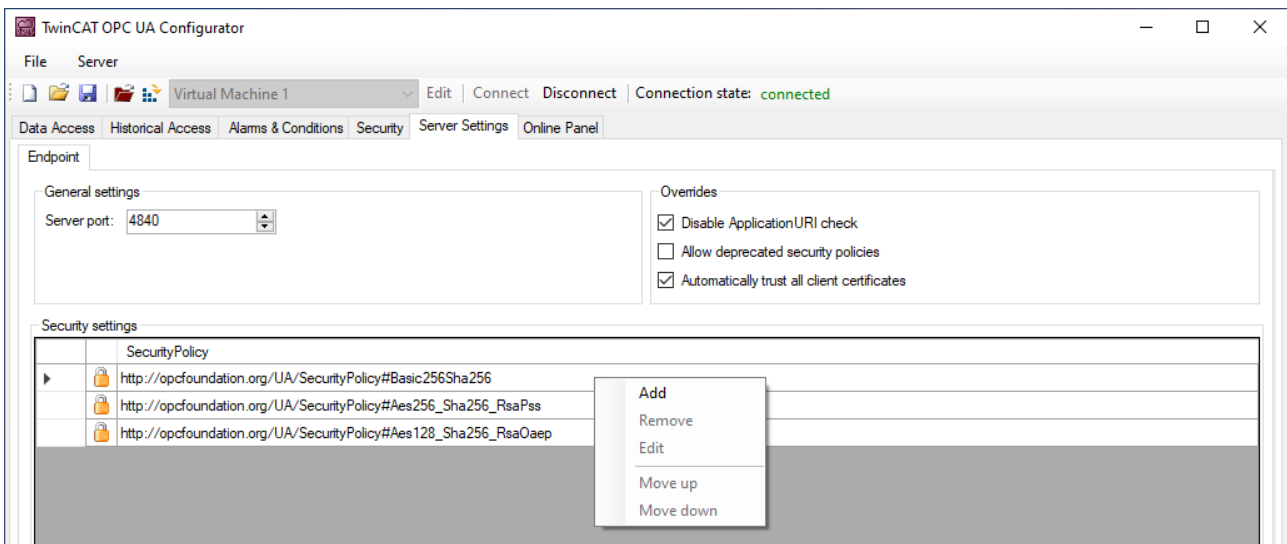 TwinCAT OPC UA Configurator
File Server
Virtual Machine 1 Edit Connect Disconnect Connection state: connected
Data Access Historical Access Alarms & Conditions Security Server Settings Online Panel
Endpoint
General settings
Server port: 4840
Overrides
Disable ApplicationURI check
Allow deprecated security policies
Automatically trust all client certificates
Security settings
SecurityPolicy
http://opcfoundation.org/UA/SecurityPolicy#Basic256Sha256
http://opcfoundation.org/UA/SecurityPolicy#Aes256_Sha256_RsaPss
http://opcfoundation.org/UA/SecurityPolicy#Aes128_Sha256_RsaOaep
Add
Remove
Edit
Move up
Move down